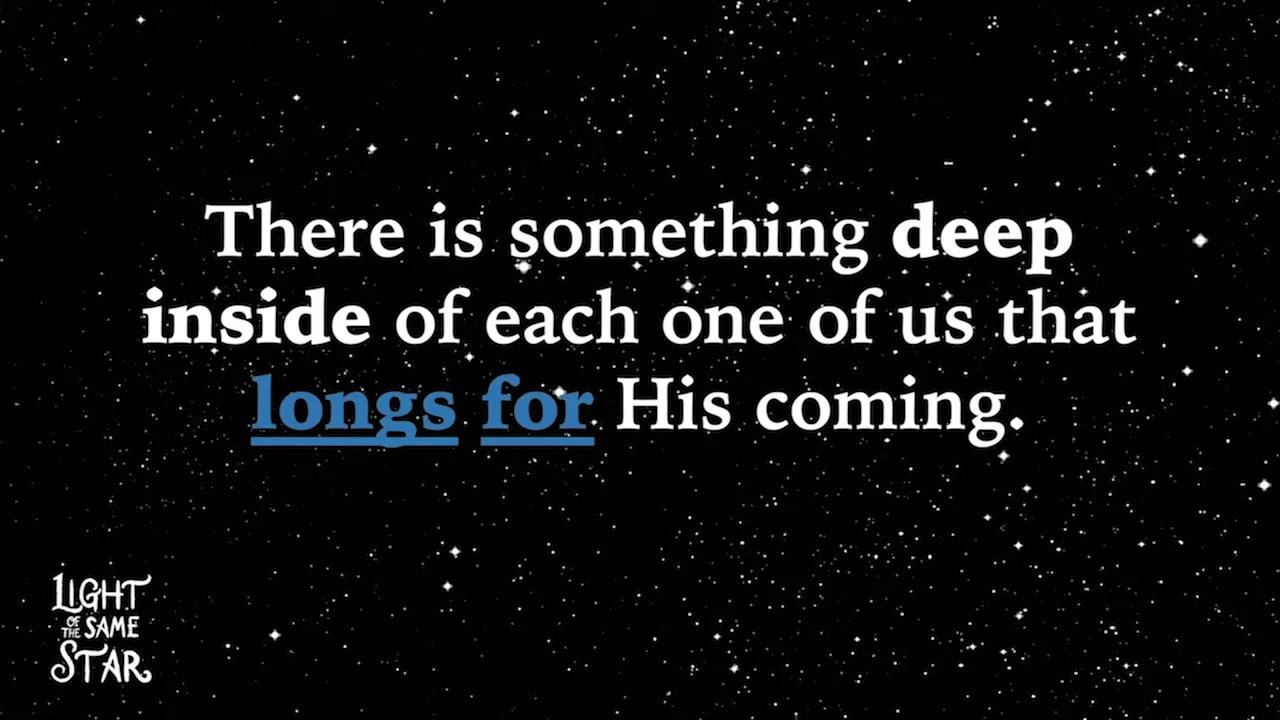 There is something deep
inside of each one of us that
longs for His coming.
LIGHT
OF THE SAME
STAR